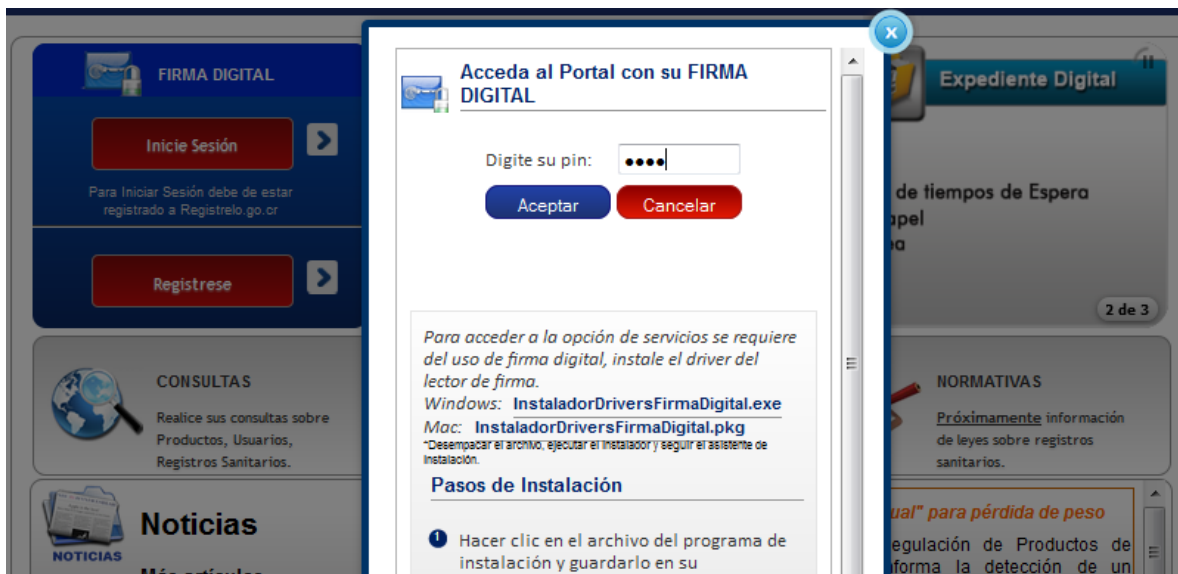 FIRMA DIGITAL
Inicie Sesión
Para Iniciar Sesión debe de estar
registrado a Registrelo.go.cr
Registrese
CONSULTAS
Realice sus consultas sobre
Productos, Usuarios,
Registros Sanitarios.
NOTICIAS
Noticias
Más artículos
x
Acceda al Portal con su FIRMA
DIGITAL
Digite su pin:
Aceptar
Cancelar
Para acceder a la opción de servicios se requiere
del uso de firma digital, instale el driver del
lector de firma.
Windows: InstaladorDriversFirmaDigital.exe
Mac: InstaladorDriversFirmaDigital.pkg
*Desempacar el archivo, ejecutar el instalador y seguir el asistente de
instalación.
Pasos de Instalación
1 Hacer clic en el archivo del programa de
instalación y guardarlo en su
Expediente Digital
de tiempos de Espera
2 de 3
NORMATIVAS
Próximamente información
de leyes sobre registros
sanitarios.
para pérdida de peso
egulación de Productos de
nforma la detección de un